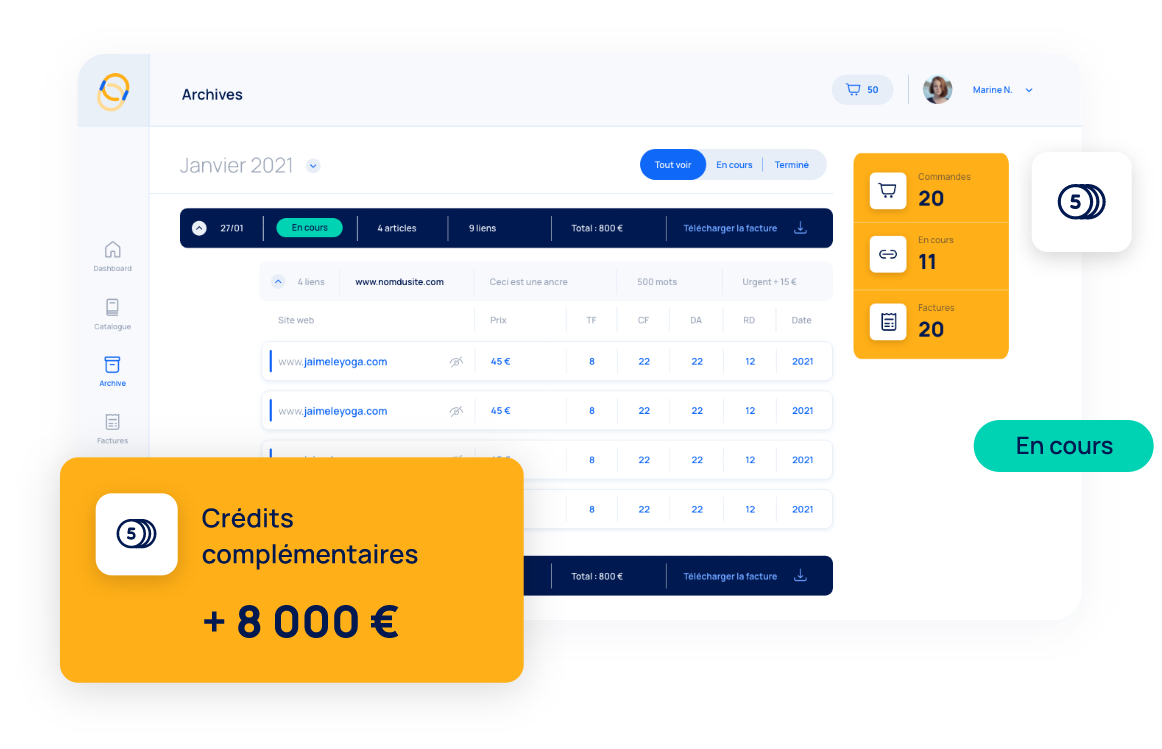 Archives
50
Marine N.
Janvier 2021
Tout voir
En cours
Terminé
Commandes
20
En cours
11
Factures
20
5
27/01
En cours
4 articles
9 liens
Total : 800 €
Télécharger la facture
4 liens
www.nomdusite.com
Ceci est une ancre
500 mots
Urgent + 15 €
Site web
Prix
TF
CF
DA
RD
Date
www.jaimeleyoga.com
45 €
8
22
22
12
2021
www.jaimeleyoga.com
45 €
8
22
22
12
2021
8
22
22
12
2021
8
22
22
12
2021
Total : 800 €
Télécharger la facture
Dashboard
Catalogue
Archive
Factures
En cours
5
Crédits
complémentaires
+ 8 000 €